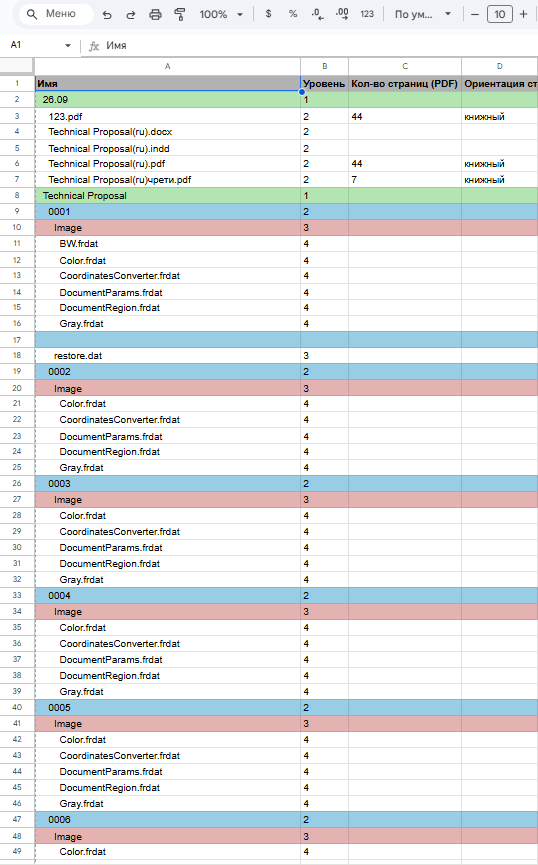 Меню 100% $ % .0 .00 123 По ум... 10
A1 Имя
A B C D
1 Имя Уровень Кол-во страниц (PDF) Ориентация ст
2 26.09 1
3 123.pdf 2 44 книжный
4 Technical Proposal(ru).docx 2
5 Technical Proposal(ru).indd 2
6 Technical Proposal(ru).pdf 2 44 книжный
7 Technical Proposal(ru)чрети.pdf 2 7 книжный
8 Technical Proposal 1
9 0001 2
10 Image 3
11 BW.frdat 4
12 Color.frdat 4
13 CoordinatesConverter.frdat 4
14 DocumentParams.frdat 4
15 DocumentRegion.frdat 4
16 Gray.frdat 4
17
18 restore.dat 3
19 0002 2
20 Image 3
21 Color.frdat 4
22 CoordinatesConverter.frdat 4
23 DocumentParams.frdat 4
24 DocumentRegion.frdat 4
25 Gray.frdat 4
26 0003 2
27 Image 3
28 Color.frdat 4
29 CoordinatesConverter.frdat 4
30 DocumentParams.frdat 4
31 DocumentRegion.frdat 4
32 Gray.frdat 4
33 0004 2
34 Image 3
35 Color.frdat 4
36 CoordinatesConverter.frdat 4
37 DocumentParams.frdat 4
38 DocumentRegion.frdat 4
39 Gray.frdat 4
40 0005 2
41 Image 3
42 Color.frdat 4
43 CoordinatesConverter.frdat 4
44 DocumentParams.frdat 4
45 DocumentRegion.frdat 4
46 Gray.frdat 4
47 0006 2
48 Image 3
49 Color.frdat 4